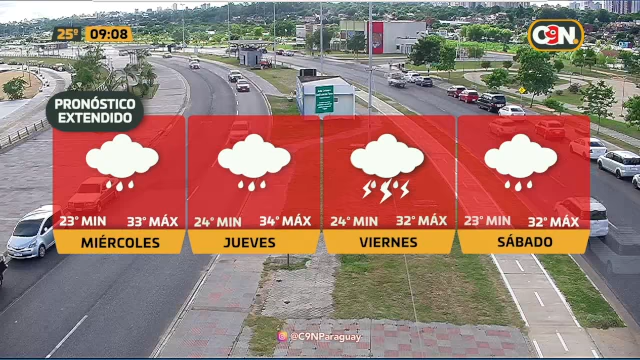 25° 09:08
C9N
PRONÓSTICO
EXTENDIDO
23° MIN 33° MÁX
MIÉRCOLES
24° MIN 34° MÁX
JUEVES
24° MIN 32° MÁX
VIERNES
23° MIN 32° MÁX
SÁBADO
@C9NParaguay